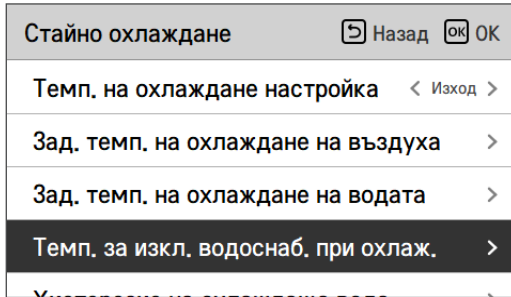 Стайно охлаждане Назад OK OK
Темп. на охлаждане настройка < Изход >
Зад. темп. на охлаждане на въздуха >
Зад. темп. на охлаждане на водата >
Темп. за изкл. водоснаб. при охлаж. >